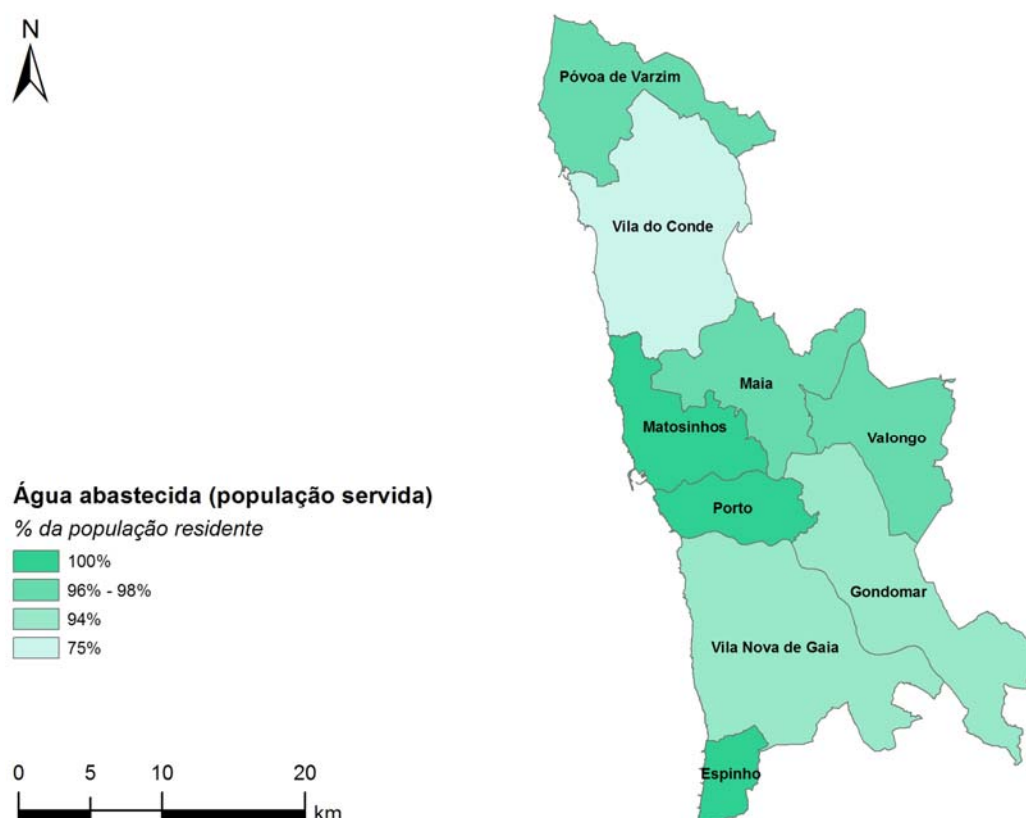 N
Póvoa de Varzim
Vila do Conde
Maia
Matosinhos
Valongo
Porto
Gondomar
Vila Nova de Gaia
Espinho
Água abastecida (população servida)
% da população residente
100%
96% - 98%
94%
75%
0 5 10 20
km